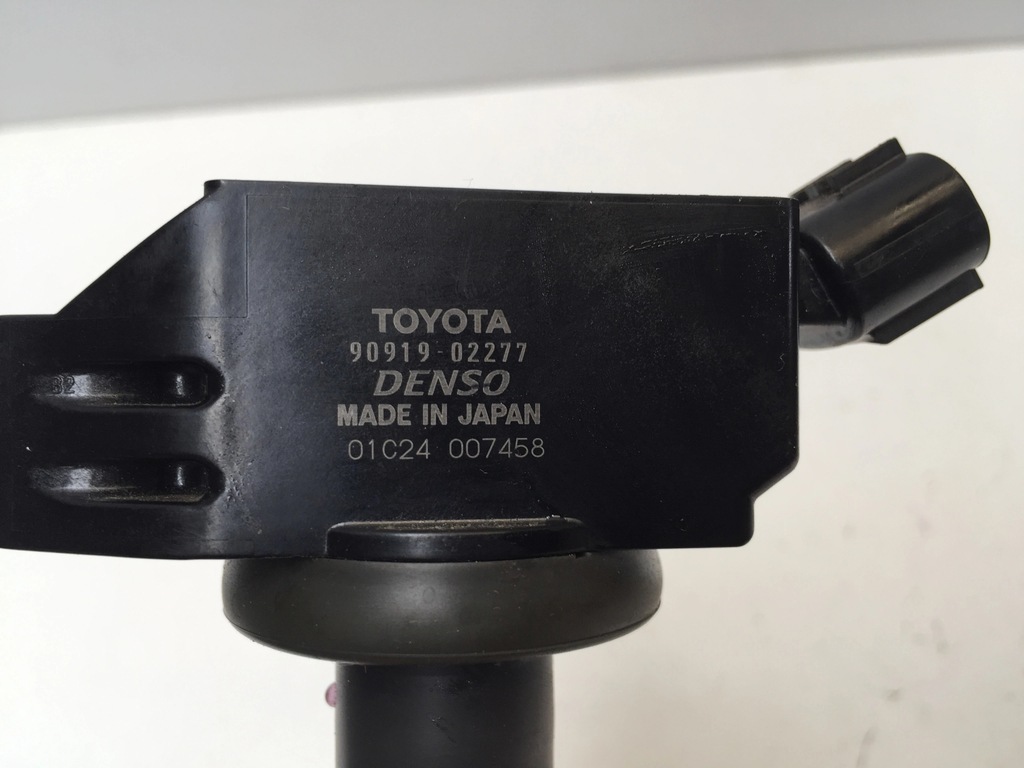 TOYOTA
90919-02277
DENSO
MADE IN JAPAN
01C24 007458